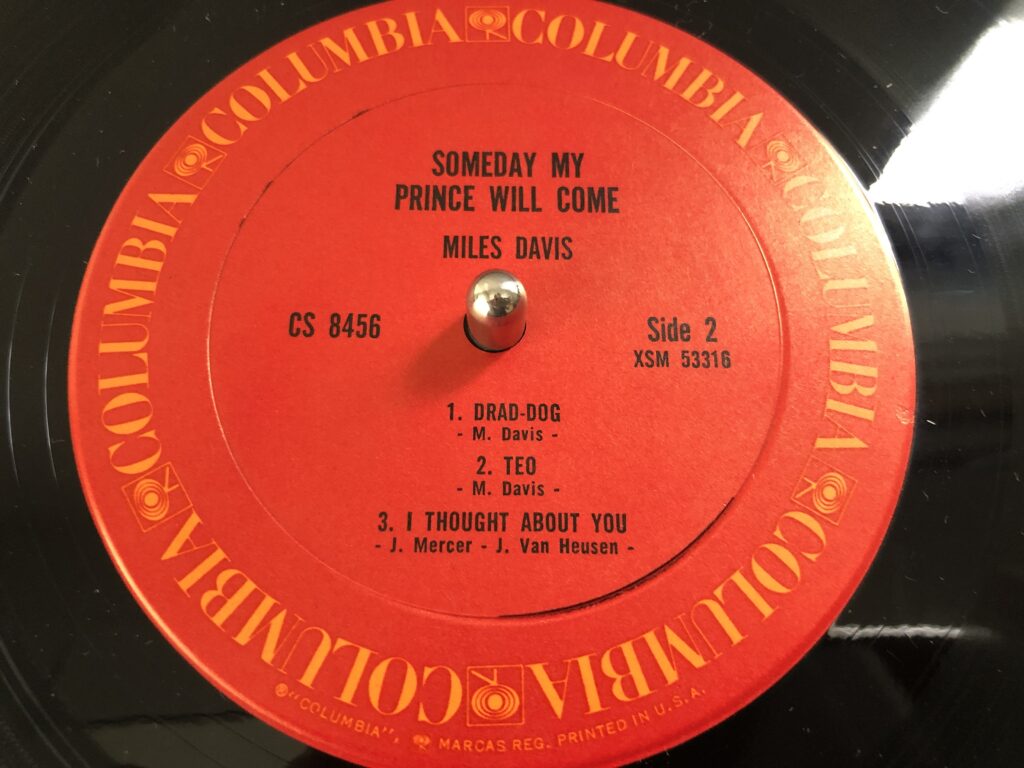 COLUMBIA COLUMBIA COLUMBIA COLUMBIA COLUMBIA COLUMBIA COLUMBIA
SOMEDAY MY
PRINCE WILL COME
MILES DAVIS
CS 8456
Side 2
XSM 53316
1. DRAD-DOG
- M. Davis -
2. TEO
- M. Davis -
3. I THOUGHT ABOUT YOU
- J. Mercer - J. Van Heusen -
® "COLUMBIA", MARCAS REG. PRINTED IN U.S.A.